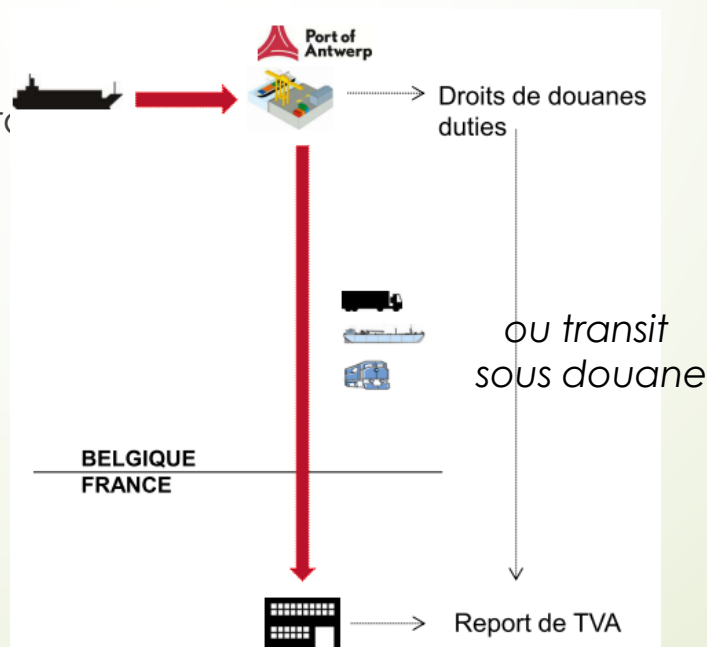 Port of
Antwerp
Droits de douanes
duties
ou transit
sous douane
BELGIQUE
FRANCE
Report de TVA